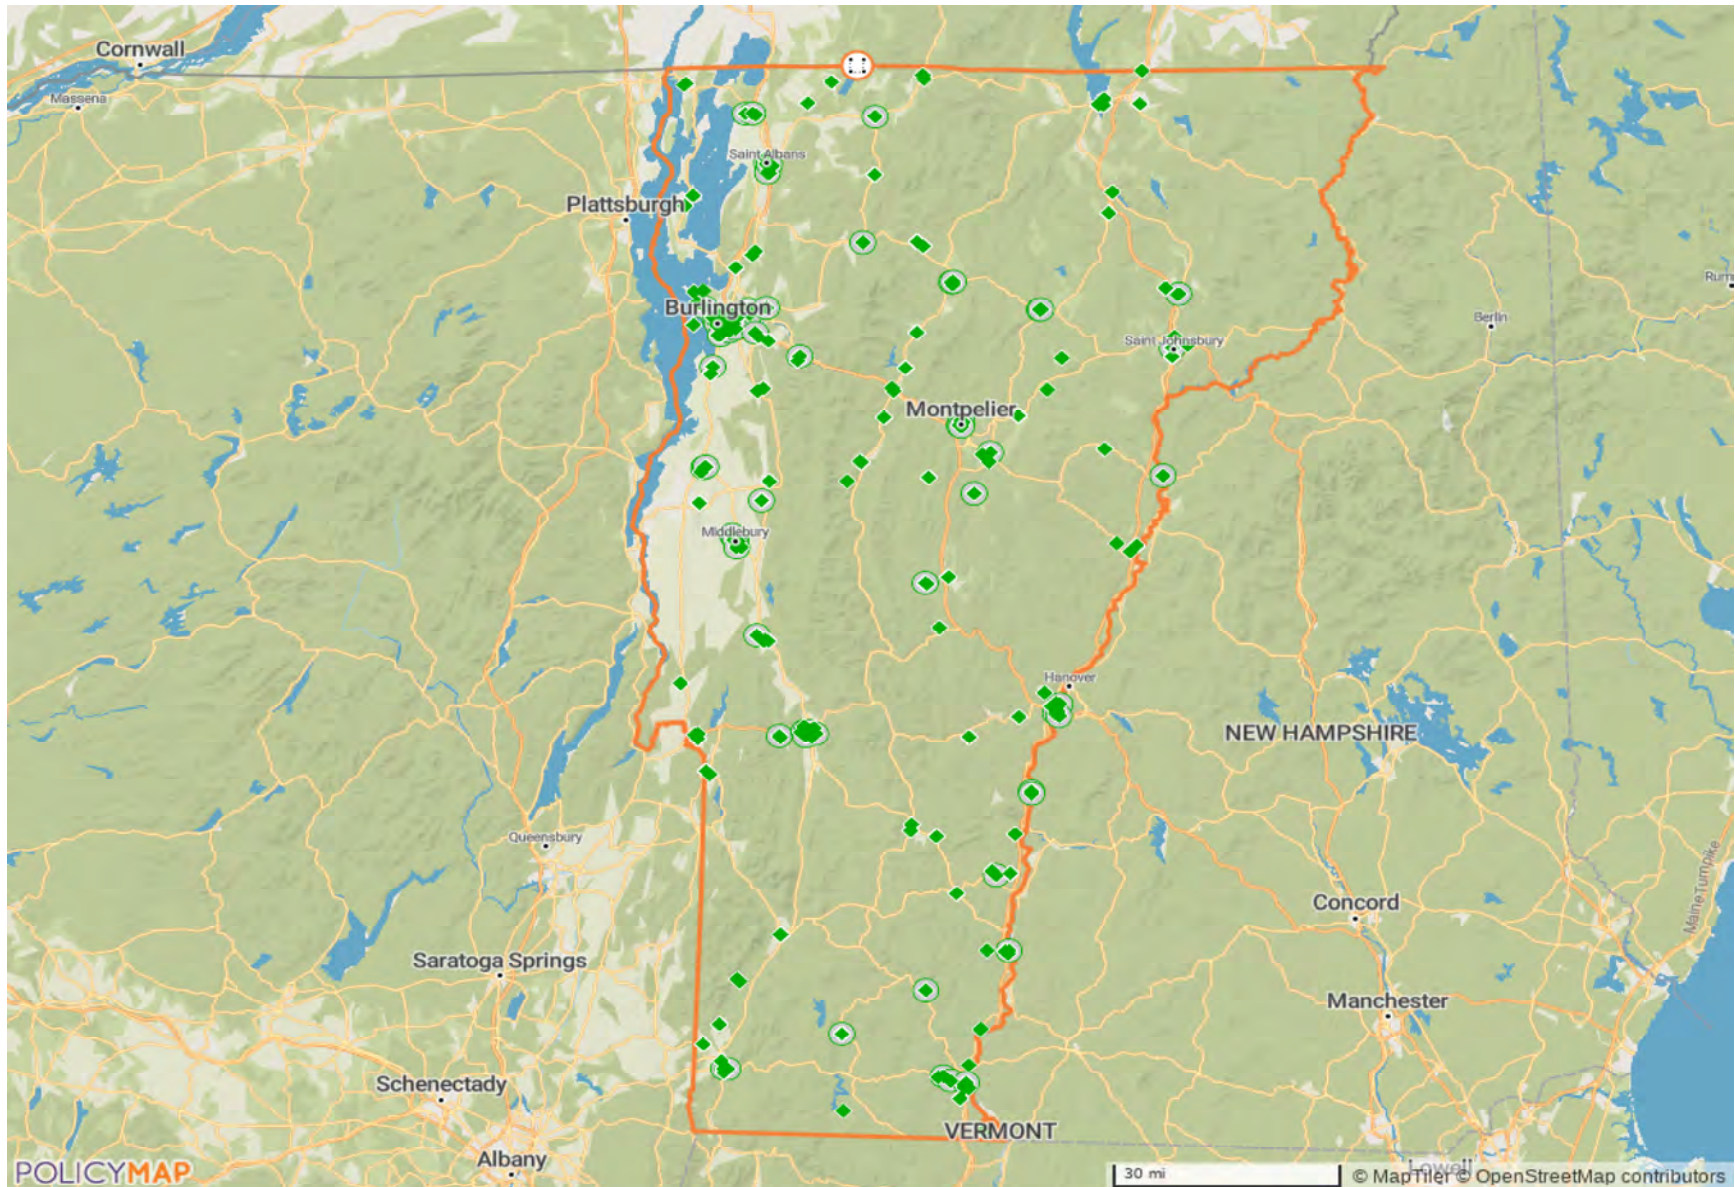 Cornwall
Massena
Saint Albans
Plattsburgh
Burlington
Saint Johnsbury
Berlin
Montpelier
Middlebury
Hanover
NEW HAMPSHIRE
Queensbury
Maine Turnpike
Concord
Saratoga Springs
Manchester
Schenectady
VERMONT
Albany
Lowell
POLICYMAP
30 mi
© MapTiler © OpenStreetMap contributors